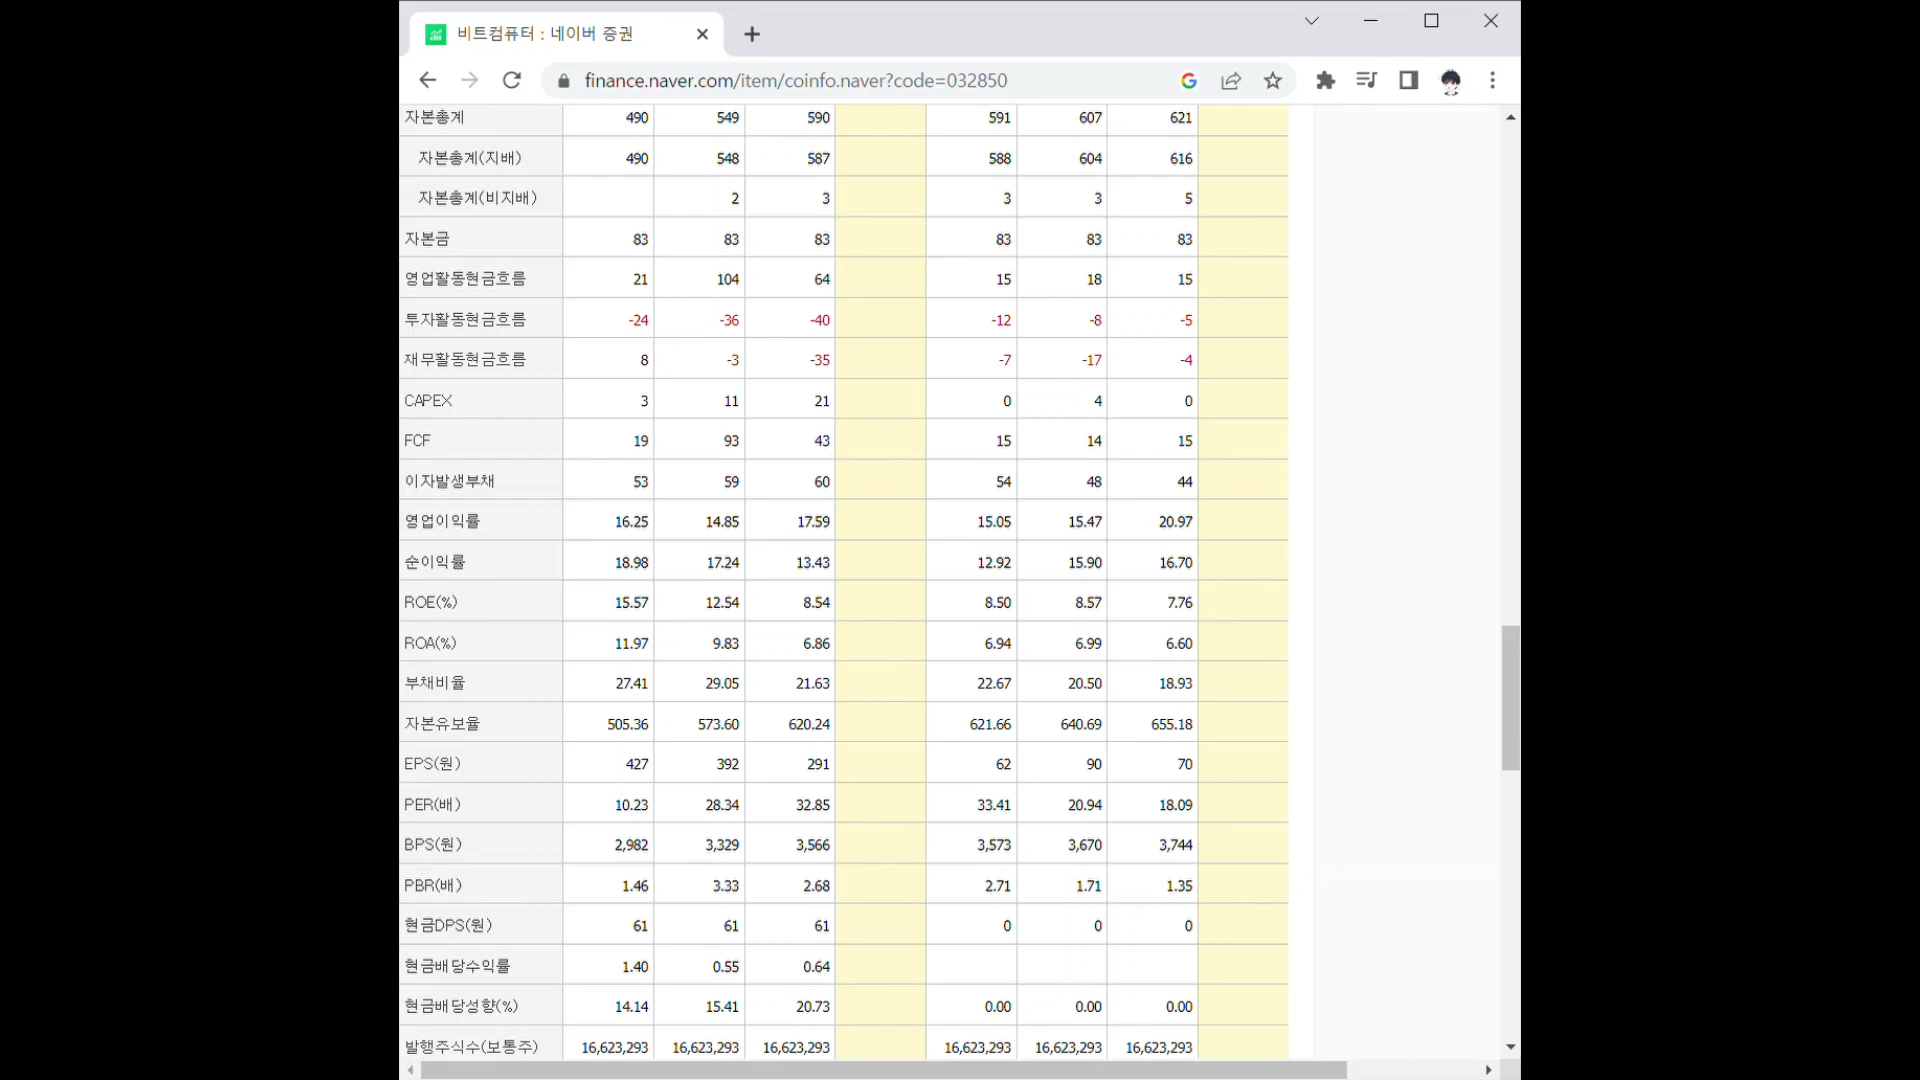 비트컴퓨터 : 네이버 증권
finance.naver.com/item/coinfo.naver?code=032850
자본총계 490 549 590 591 607 621
자본총계(지배) 490 548 587 588 604 616
자본총계(비지배) 2 3 3 3 5
자본금 83 83 83 83 83 83
영업활동현금흐름 21 104 64 15 18 15
투자활동현금흐름 -24 -36 -40 -12 -8 -5
재무활동현금흐름 8 -3 -35 -7 -17 -4
CAPEX 3 11 21 0 4 0
FCF 19 93 43 15 14 15
이자발생부채 53 59 60 54 48 44
영업이익률 16.25 14.85 17.59 15.05 15.47 20.97
순이익률 18.98 17.24 13.43 12.92 15.90 16.70
ROE(%) 15.57 12.54 8.54 8.50 8.57 7.76
ROA(%) 11.97 9.83 6.86 6.94 6.99 6.60
부채비율 27.41 29.05 21.63 22.67 20.50 18.93
자본유보율 505.36 573.60 620.24 621.66 640.69 655.18
EPS(원) 427 392 291 62 90 70
PER(배) 10.23 28.34 32.85 33.41 20.94 18.09
BPS(원) 2,982 3,329 3,566 3,573 3,670 3,744
PBR(배) 1.46 3.33 2.68 2.71 1.71 1.35
현금DPS(원) 61 61 61 0 0 0
현금배당수익률 1.40 0.55 0.64
현금배당성향(%) 14.14 15.41 20.73 0.00 0.00 0.00
발행주식수(보통주) 16,623,293 16,623,293 16,623,293 16,623,293 16,623,293 16,623,293